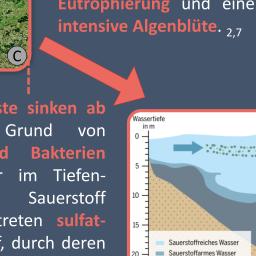 Eutrophierung und eine
intensive Algenblüte. 2,7
C
ste sinken ab
Grund von
d Bakterien
r im Tiefen-
Sauerstoff
treten sulfat-
, durch deren
Wassertiefe
in m
0
5
10
15
20
Sauerstoffreiches Wasser
Sauerstoffarmes Wasser